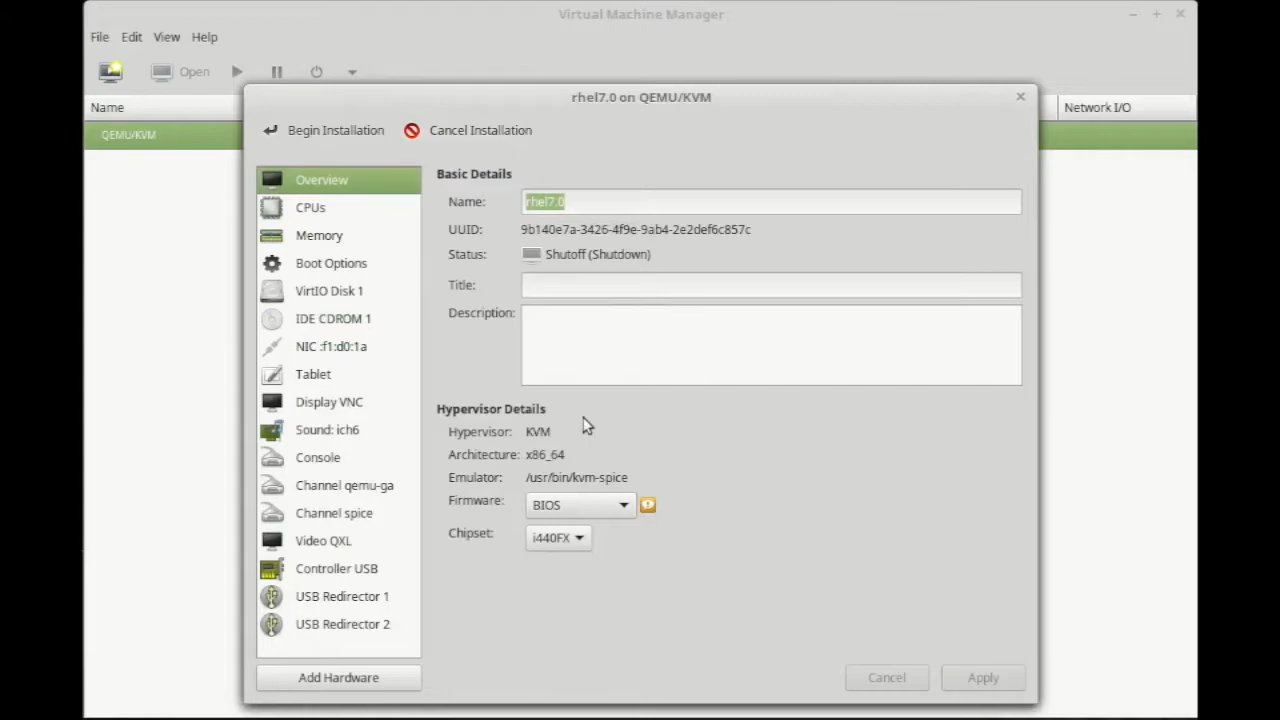 Virtual Machine Manager
File Edit View Help
Open
Name Network I/O
QEMU/KVM
rhel7.0 on QEMU/KVM
Begin Installation Cancel Installation
Overview
CPUs
Memory
Boot Options
VirtIO Disk 1
IDE CDROM 1
NIC :f1:d0:1a
Tablet
Display VNC
Sound: ich6
Console
Channel qemu-ga
Channel spice
Video QXL
Controller USB
USB Redirector 1
USB Redirector 2
Add Hardware
Basic Details
Name: rhel7.0
UUID: 9b140e7a-3426-4f9e-9ab4-2e2def6c857c
Status: Shutoff (Shutdown)
Title:
Description:
Hypervisor Details
Hypervisor: KVM
Architecture: x86_64
Emulator: /usr/bin/kvm-spice
Firmware: BIOS
Chipset: i440FX
Cancel Apply